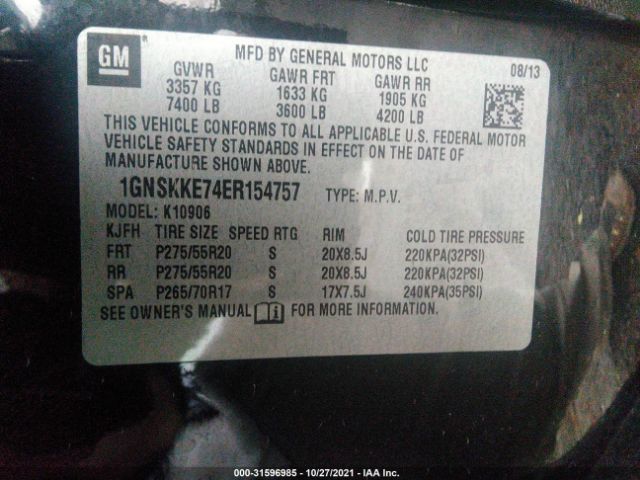 GM
MFD BY GENERAL MOTORS LLC
08/13
GVWR GAWR FRT GAWR RR
3357 KG 1633 KG 1905 KG
7400 LB 3600 LB 4200 LB
THIS VEHICLE CONFORMS TO ALL APPLICABLE U.S. FEDERAL MOTOR
VEHICLE SAFETY STANDARDS IN EFFECT ON THE DATE OF
MANUFACTURE SHOWN ABOVE.
1GNSKKE74ER154757 TYPE: M.P.V.
MODEL: K10906
KJFH TIRE SIZE SPEED RTG RIM COLD TIRE PRESSURE
FRT P275/55R20 S 20X8.5J 220KPA(32PSI)
RR P275/55R20 S 20X8.5J 220KPA(32PSI)
SPA P265/70R17 S 17X7.5J 240KPA(35PSI)
SEE OWNER'S MANUAL FOR MORE INFORMATION.
000-31596985 - 10/27/2021 - IAA Inc.